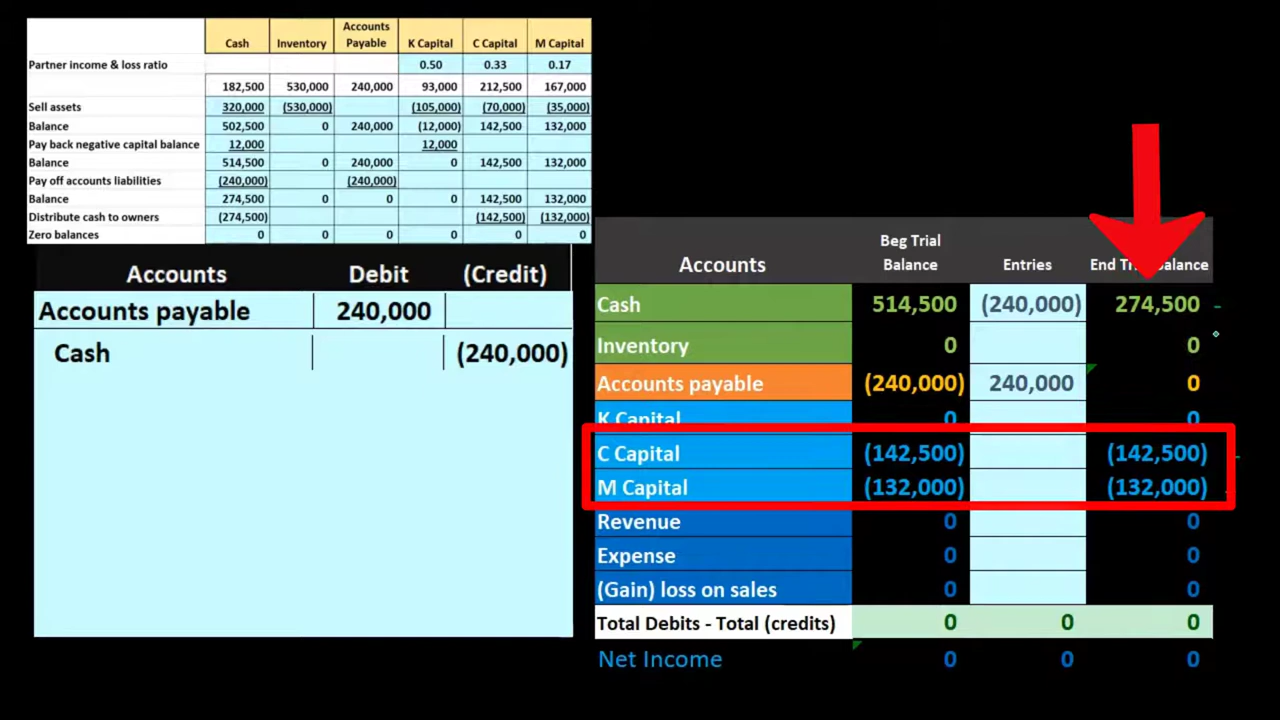 Accounts
Cash Inventory Payable K Capital C Capital M Capital
Partner income & loss ratio 0.50 0.33 0.17
182,500 530,000 240,000 93,000 212,500 167,000
Sell assets 320,000 (530,000) (105,000) (70,000) (35,000)
Balance 502,500 0 240,000 (12,000) 142,500 132,000
Pay back negative capital balance 12,000 12,000
Balance 514,500 0 240,000 0 142,500 132,000
Pay off accounts liabilities (240,000) (240,000)
Balance 274,500 0 0 0 142,500 132,000
Distribute cash to owners (274,500) (142,500) (132,000)
Zero balances 0 0 0 0 0 0
Accounts Debit (Credit)
Accounts payable 240,000
Cash (240,000)
Beg Trial
Accounts Balance Entries End Balance
Cash 514,500 (240,000) 274,500
Inventory 0 0
Accounts payable (240,000) 240,000 0
K Capital 0 0
C Capital (142,500) (142,500)
M Capital (132,000) (132,000)
Revenue 0 0
Expense 0 0
(Gain) loss on sales 0 0
Total Debits - Total (credits) 0 0 0
Net Income 0 0 0